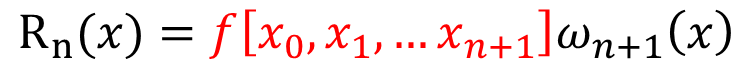 Rₙ(x) = f[x₀, x₁, … xₙ₊₁]ωₙ₊₁(x)